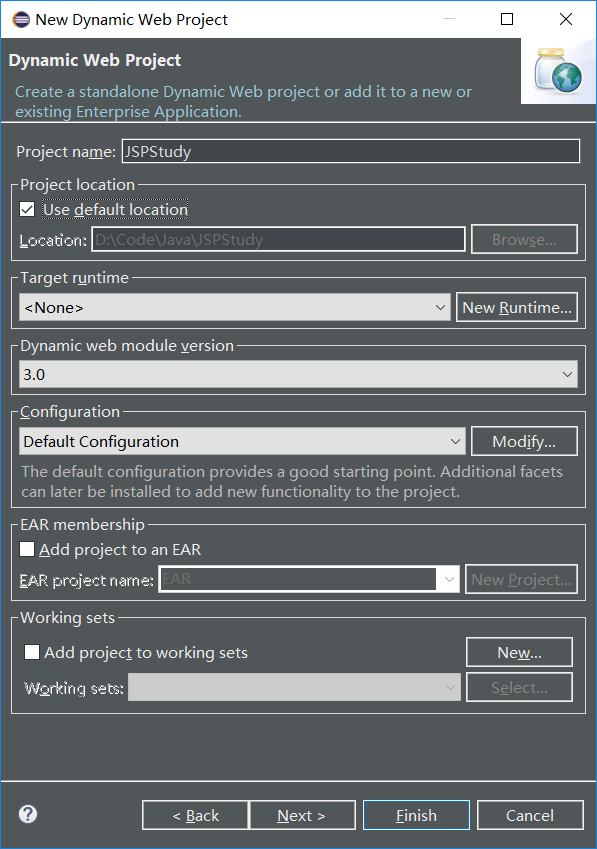 New Dynamic Web Project
Dynamic Web Project
Create a standalone Dynamic Web project or add it to a new or
existing Enterprise Application.
Project name: JSPStudy
Project location
Use default location
Location: D:\Code\Java\JSPStudy Browse...
Target runtime
<None> New Runtime...
Dynamic web module version
3.0
Configuration
Default Configuration Modify...
The default configuration provides a good starting point. Additional facets
can later be installed to add new functionality to the project.
EAR membership
Add project to an EAR
EAR project name: EAR New Project...
Working sets
Add project to working sets New...
Working sets: Select...
? < Back Next > Finish Cancel